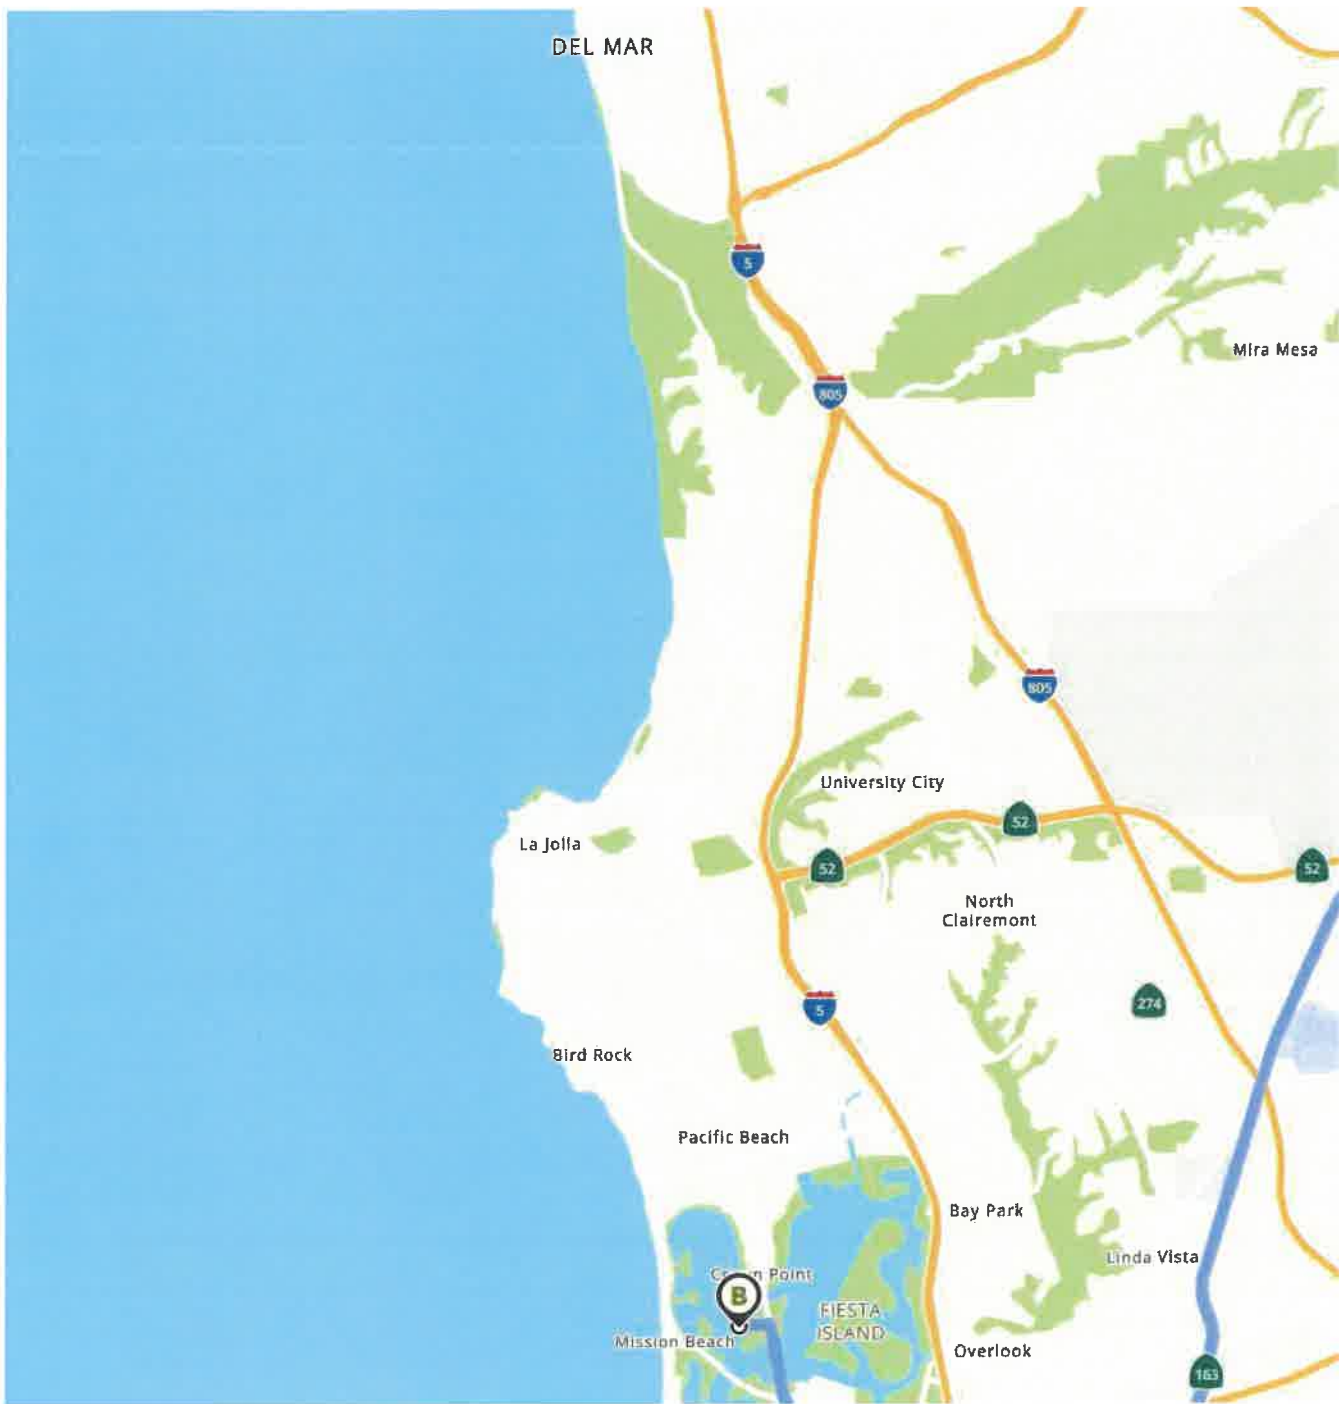 DEL MAR
5
Mira Mesa
805
805
University City
52
La Jolla
52
52
North
Clairemont
274
5
Bird Rock
Pacific Beach
Bay Park
Linda Vista
Point
B
FIESTA
ISLAND
Mission Beach
Overlook
163